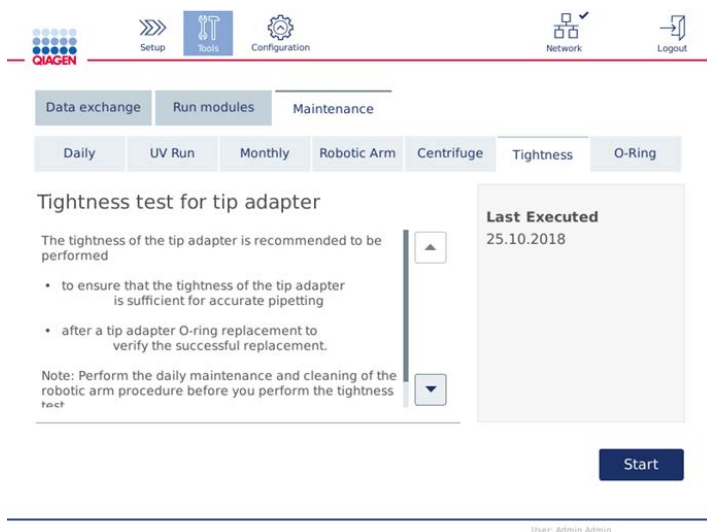 QIAGEN
Setup
Tools
Configuration
Network
Logout
Data exchange
Run modules
Maintenance
Daily
UV Run
Monthly
Robotic Arm
Centrifuge
Tightness
O-Ring
Tightness test for tip adapter
The tightness of the tip adapter is recommended to be
performed
• to ensure that the tightness of the tip adapter
is sufficient for accurate pipetting
• after a tip adapter O-ring replacement to
verify the successful replacement.
Note: Perform the daily maintenance and cleaning of the
robotic arm procedure before you perform the tightness
test
Last Executed
25.10.2018
Start
User: Admin Admin